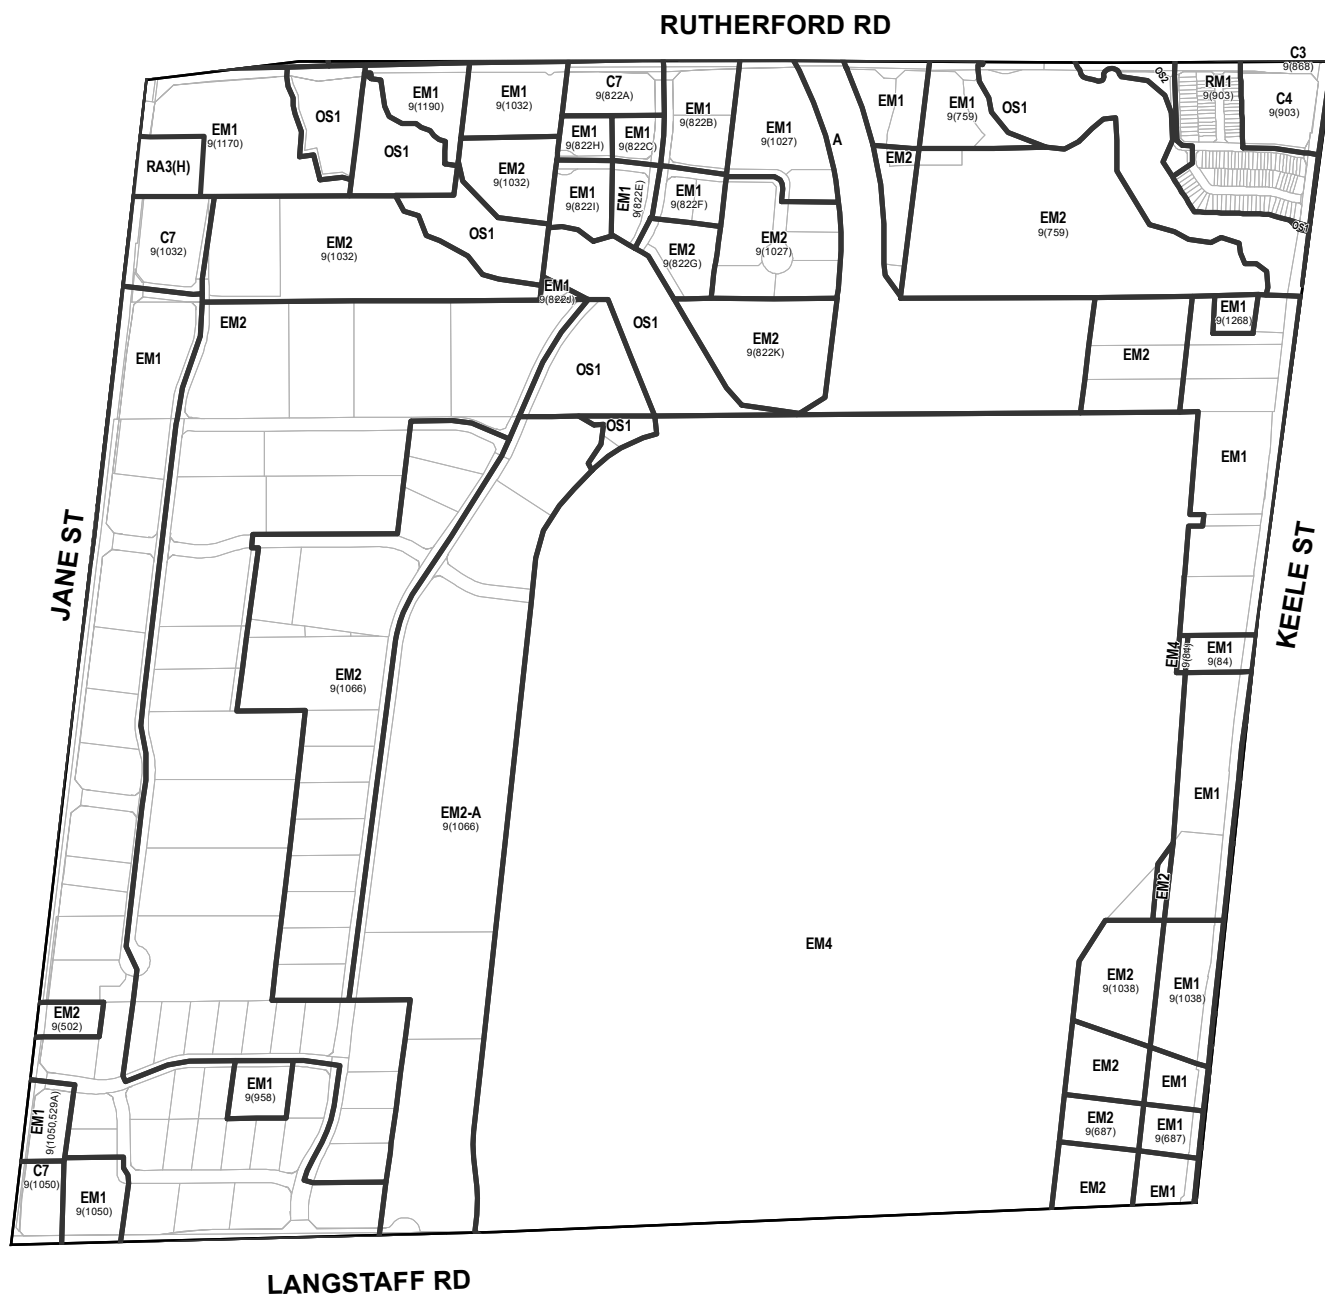 RUTHERFORD RD
C3
9(868)
EM1
9(1170)
RA3(H)
OS1
EM1
9(1190)
OS1
EM1
9(1032)
EM2
9(1032)
C7
9(822A)
EM1
9(822H)
EM1
9(822C)
EM1
9(822B)
EM1
9(822I)
EM1
9(822E)
EM1
9(822F)
EM2
9(822G)
EM1
9(1027)
EM2
9(1027)
A
EM1
EM2
EM1
9(759)
OS1
OS2
RM1
9(903)
C4
9(903)
EM2
9(759)
OS1
C7
9(1032)
EM2
9(1032)
OS1
EM1
9(822J)
OS1
EM2
9(822K)
EM2
EM1
9(1268)
EM1
EM2
OS1
OS1
EM1
JANE ST
KEELE ST
EM4
9(84)
EM1
9(84)
EM2
9(1066)
EM2-A
9(1066)
EM1
EM2
EM4
EM2
9(1038)
EM1
9(1038)
EM2
9(502)
EM2
EM1
EM1
9(958)
EM1
9(1050,529A)
EM2
9(687)
EM1
9(687)
C7
9(1050)
EM1
9(1050)
EM2
EM1
LANGSTAFF RD